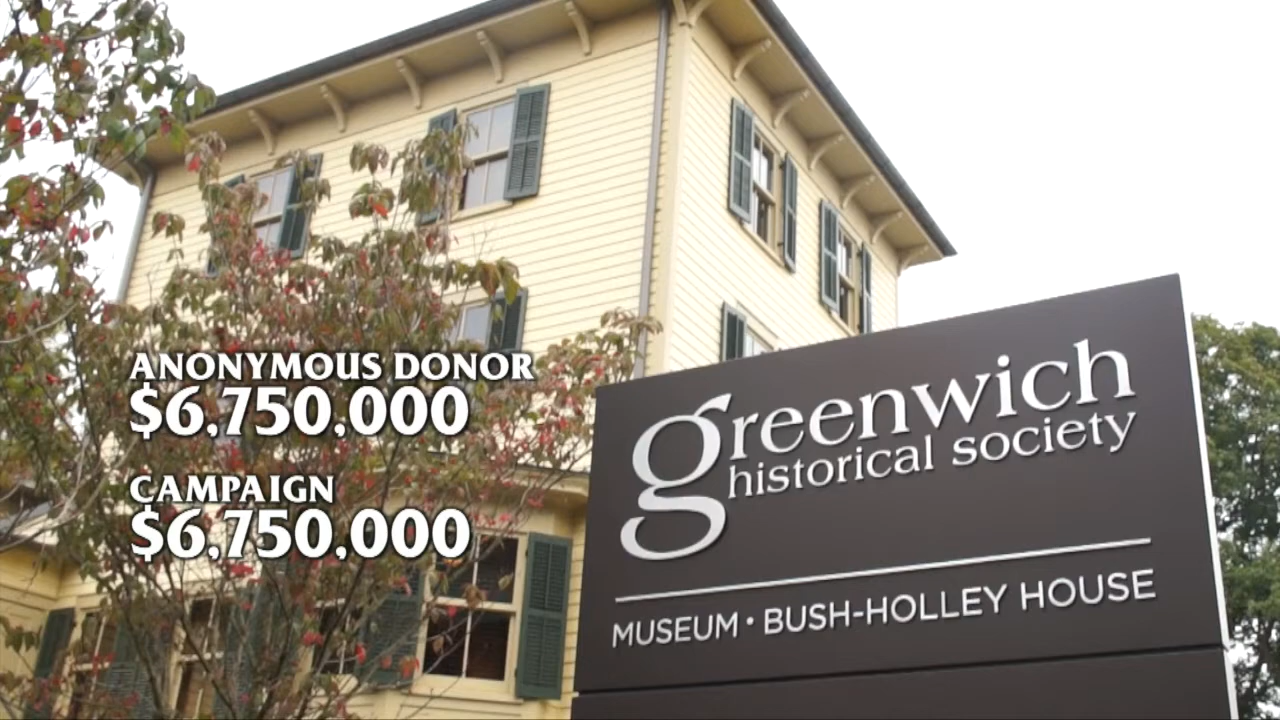 ANONYMOUS DONOR
$6,750,000
CAMPAIGN
$6,750,000
greenwich
historical society
MUSEUM • BUSH-HOLLEY HOUSE